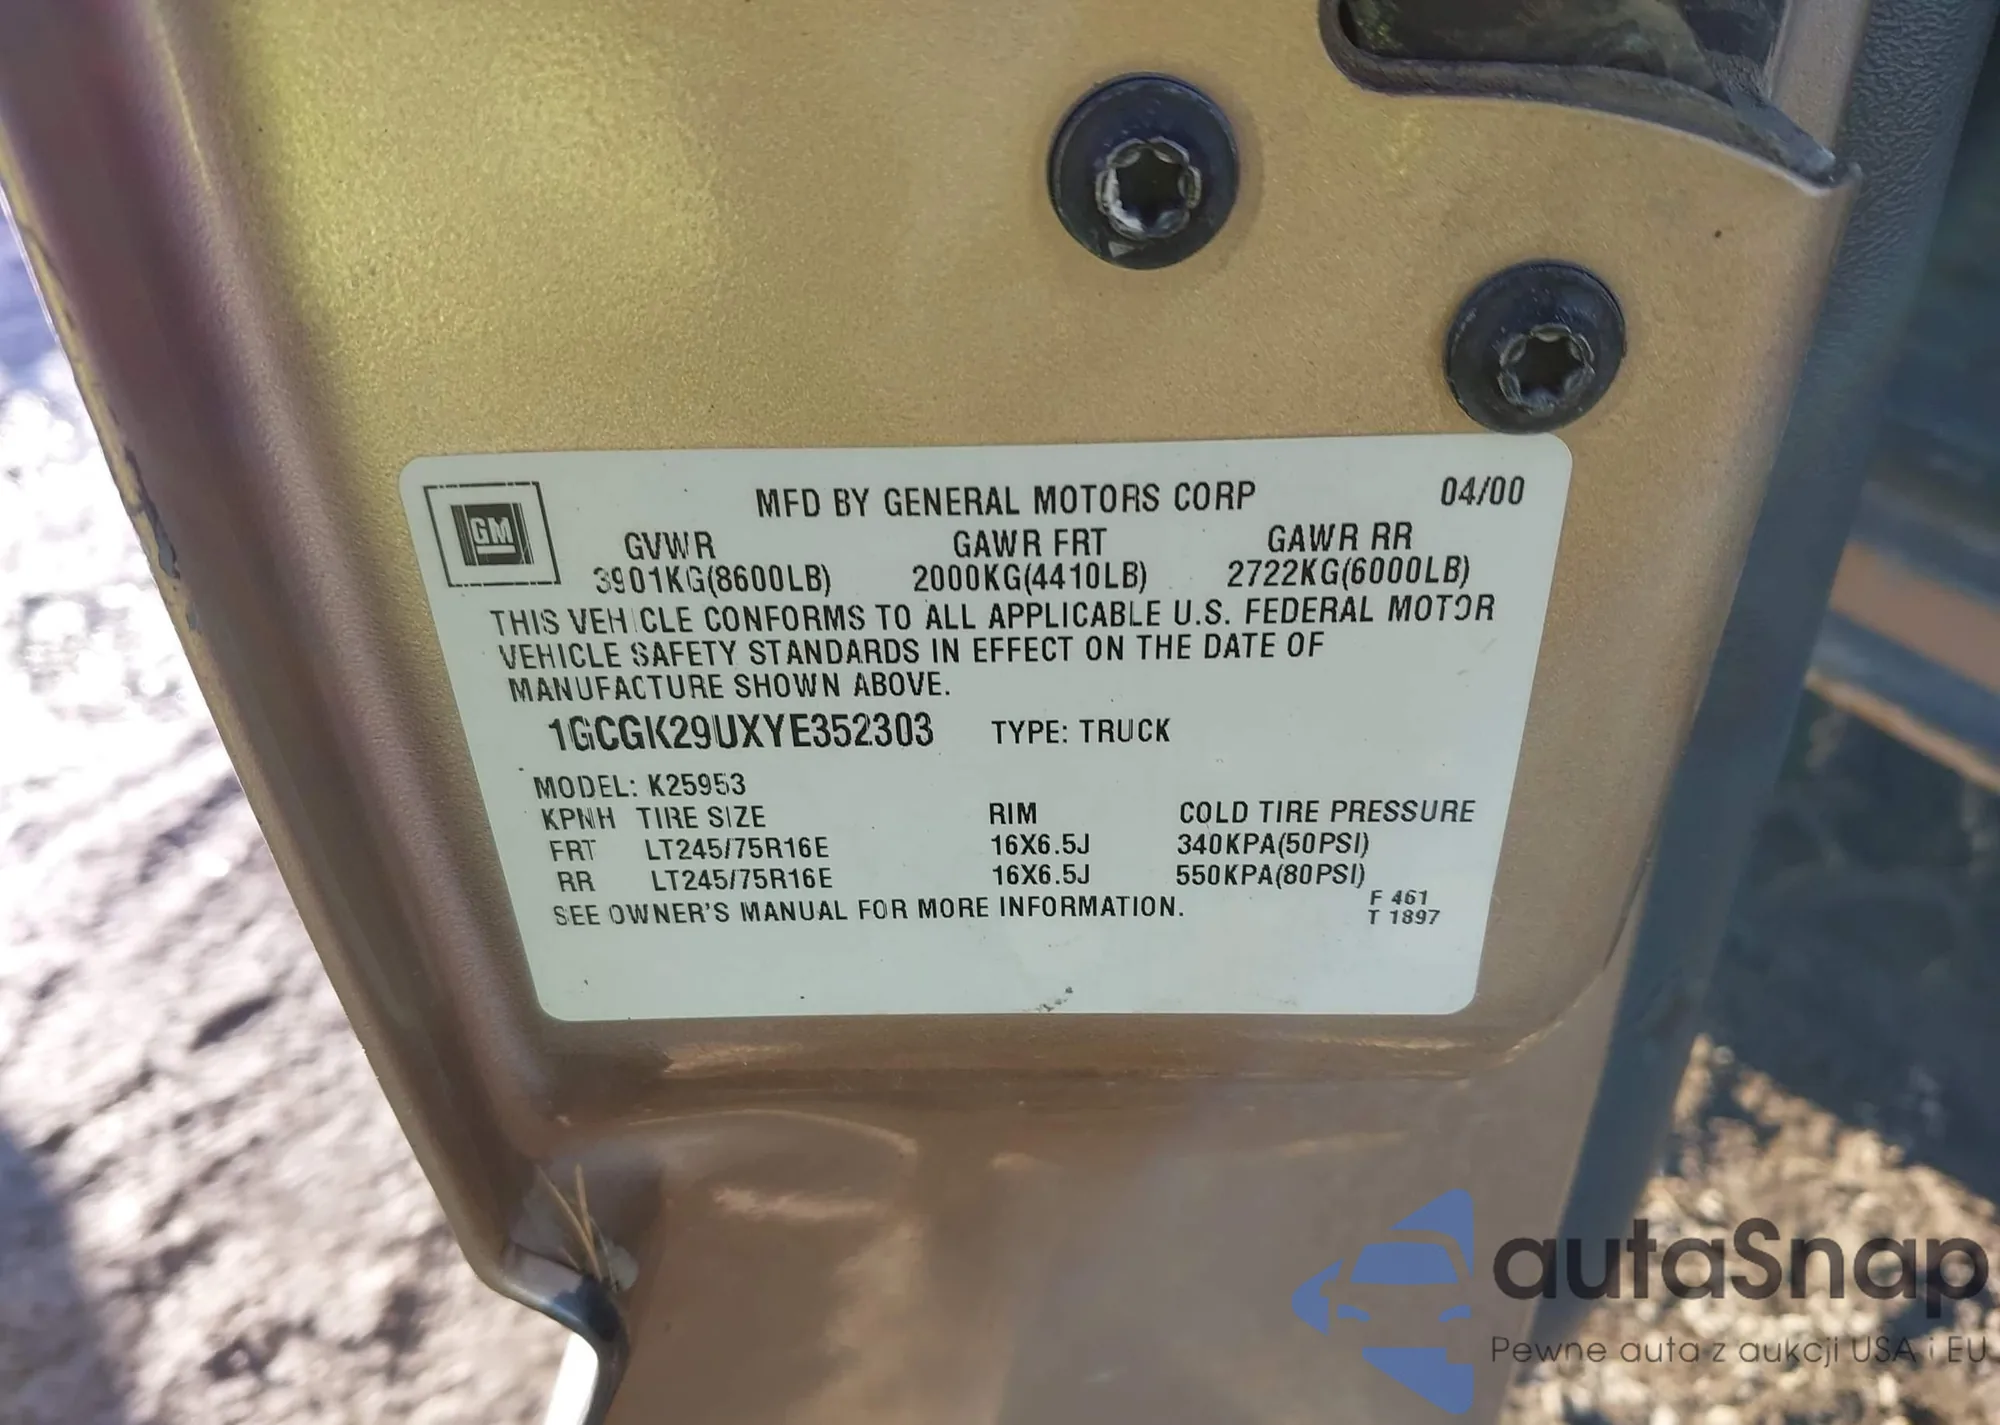 MFD BY GENERAL MOTORS CORP 04/00
GM
GVWR GAWR FRT GAWR RR
3901KG(8600LB) 2000KG(4410LB) 2722KG(6000LB)
THIS VEHICLE CONFORMS TO ALL APPLICABLE U.S. FEDERAL MOTOR
VEHICLE SAFETY STANDARDS IN EFFECT ON THE DATE OF
MANUFACTURE SHOWN ABOVE.
1GCGK29UXYE352303 TYPE: TRUCK
MODEL: K25953
KPNH TIRE SIZE RIM COLD TIRE PRESSURE
FRT LT245/75R16E 16X6.5J 340KPA(50PSI)
RR LT245/75R16E 16X6.5J 550KPA(80PSI)
SEE OWNER'S MANUAL FOR MORE INFORMATION.
F 461
T 1897
autaSnap
Pewne auta z aukcji USA i EU